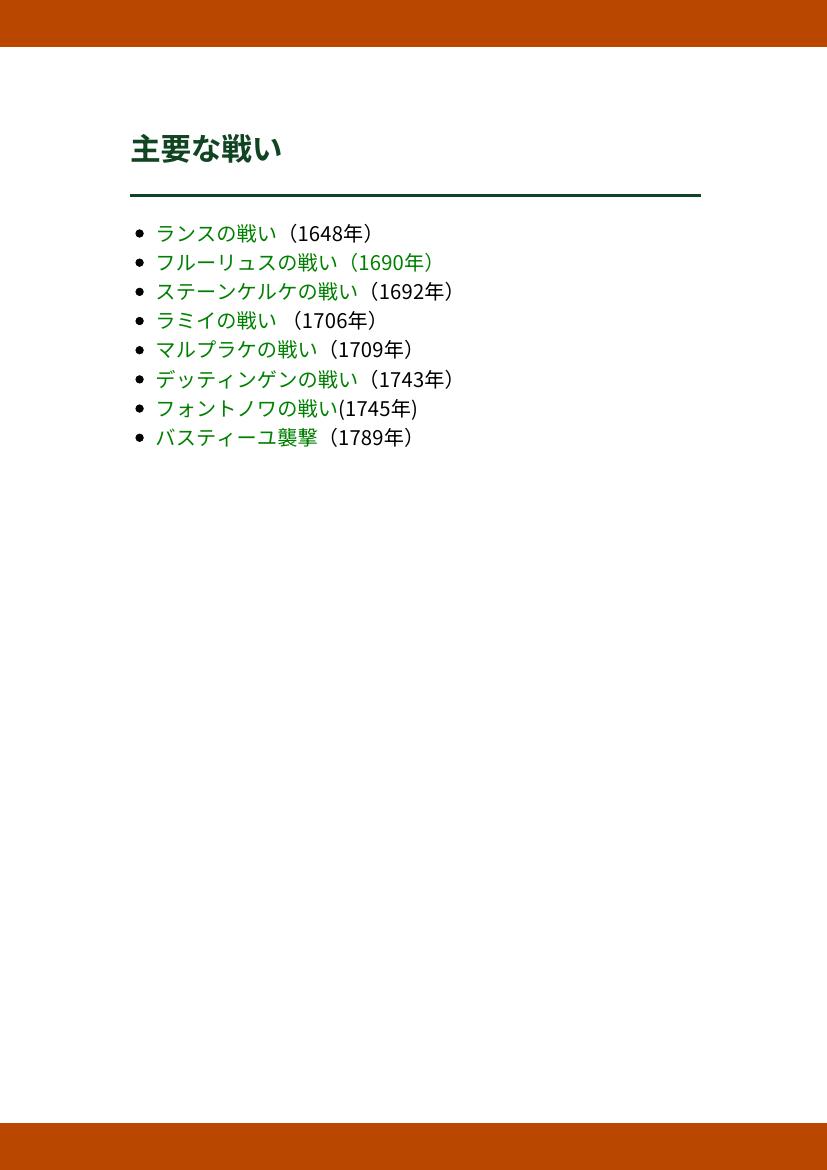 主要な戦い
• ランスの戦い（1648年）
• フルーリュスの戦い（1690年）
• ステーンケルケの戦い（1692年）
• ラミイの戦い （1706年）
• マルプラケの戦い（1709年）
• デッティンゲンの戦い（1743年）
• フォントノワの戦い(1745年)
• バスティーユ襲撃（1789年）